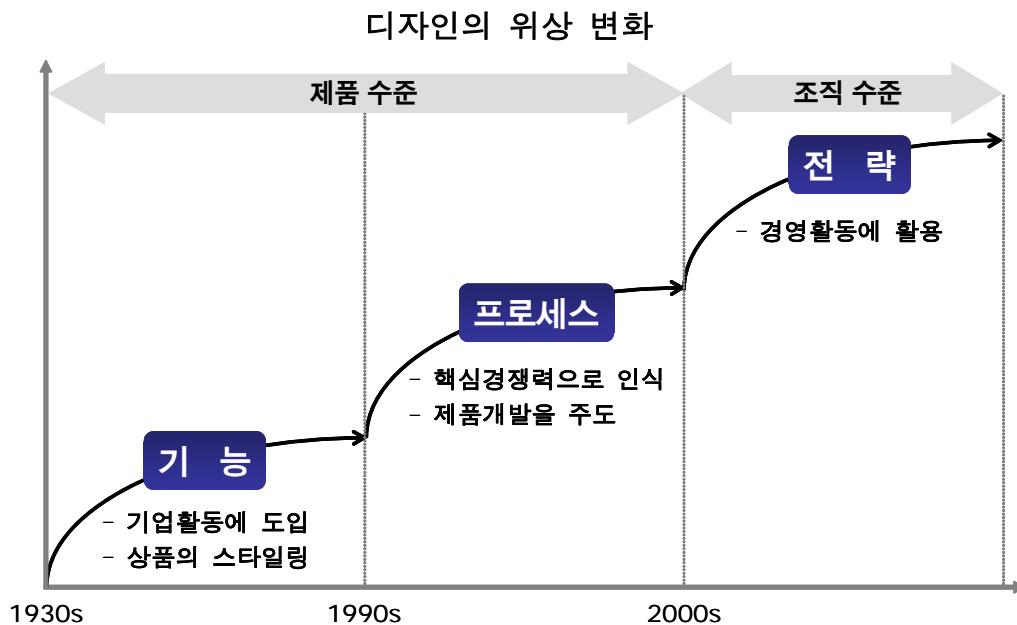 디자인의 위상 변화
제품 수준
조직 수준
전 략
- 경영활동에 활용
프로세스
- 핵심경쟁력으로 인식
- 제품개발을 주도
기 능
- 기업활동에 도입
- 상품의 스타일링
1930s
1990s
2000s